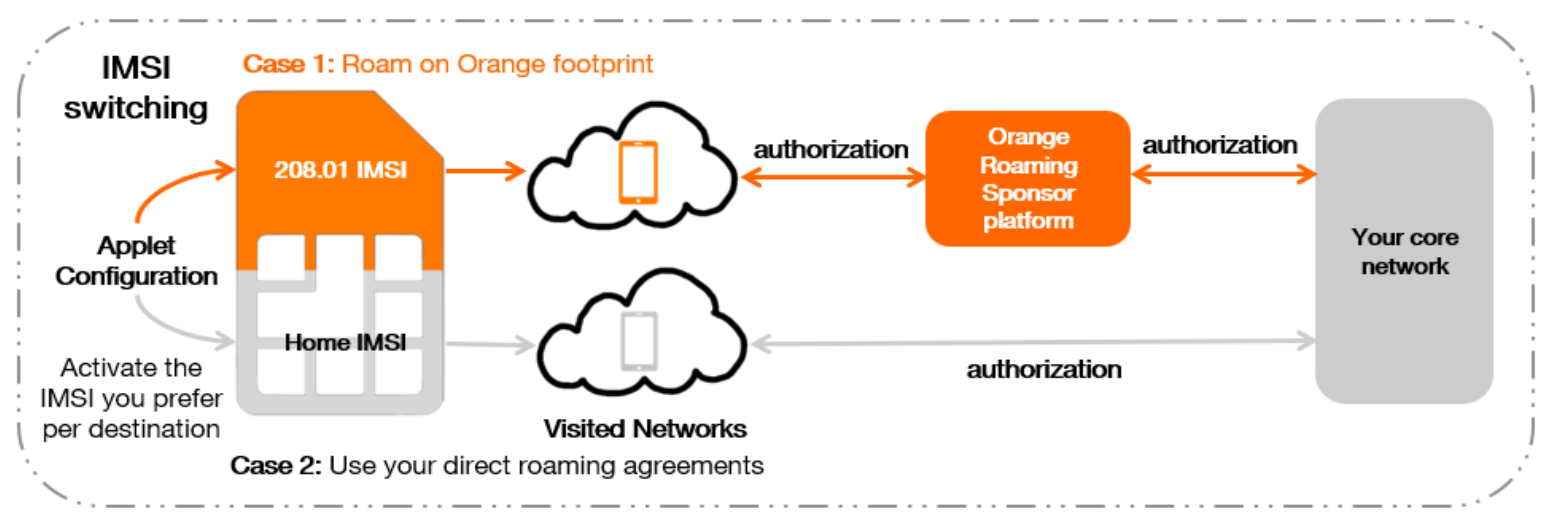 IMSI
switching
Case 1: Roam on Orange footprint
208.01 IMSI
authorization
Orange
Roaming
Sponsor
platform
authorization
Applet
Configuration
Your core
network
Home IMSI
Activate the
IMSI you prefer
per destination
authorization
Visited Networks
Case 2: Use your direct roaming agreements